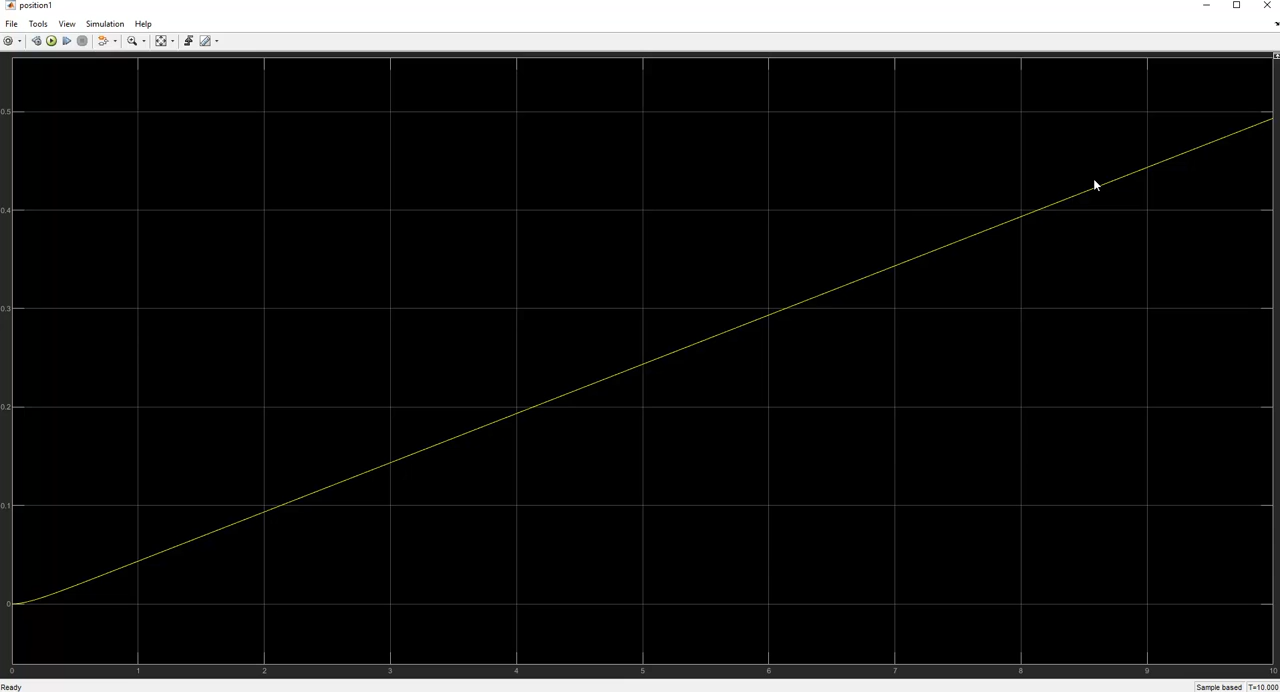 position1
File Tools View Simulation Help
0.5
0.4
0.3
0.2
0.1
0
0 1 2 3 4 5 6 7 8 9 10
Ready Sample based T=10.000